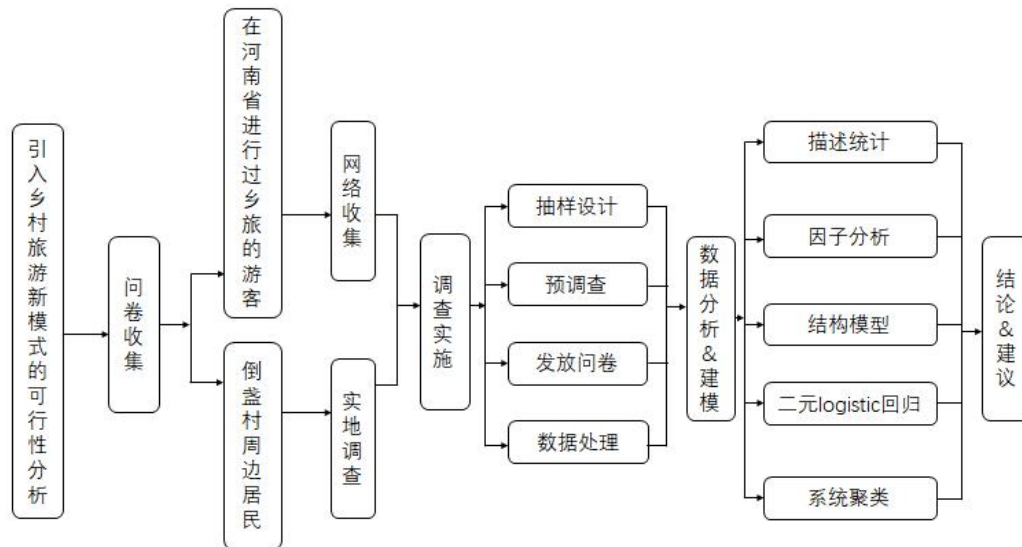 引入乡村旅游新模式的可行性分析
问卷收集
在河南省进行过乡旅的游客
倒盏村周边居民
网络收集
实地调查
调查实施
抽样设计
预调查
发放问卷
数据处理
数据分析&建模
描述统计
因子分析
结构模型
二元logistic回归
系统聚类
结论&建议